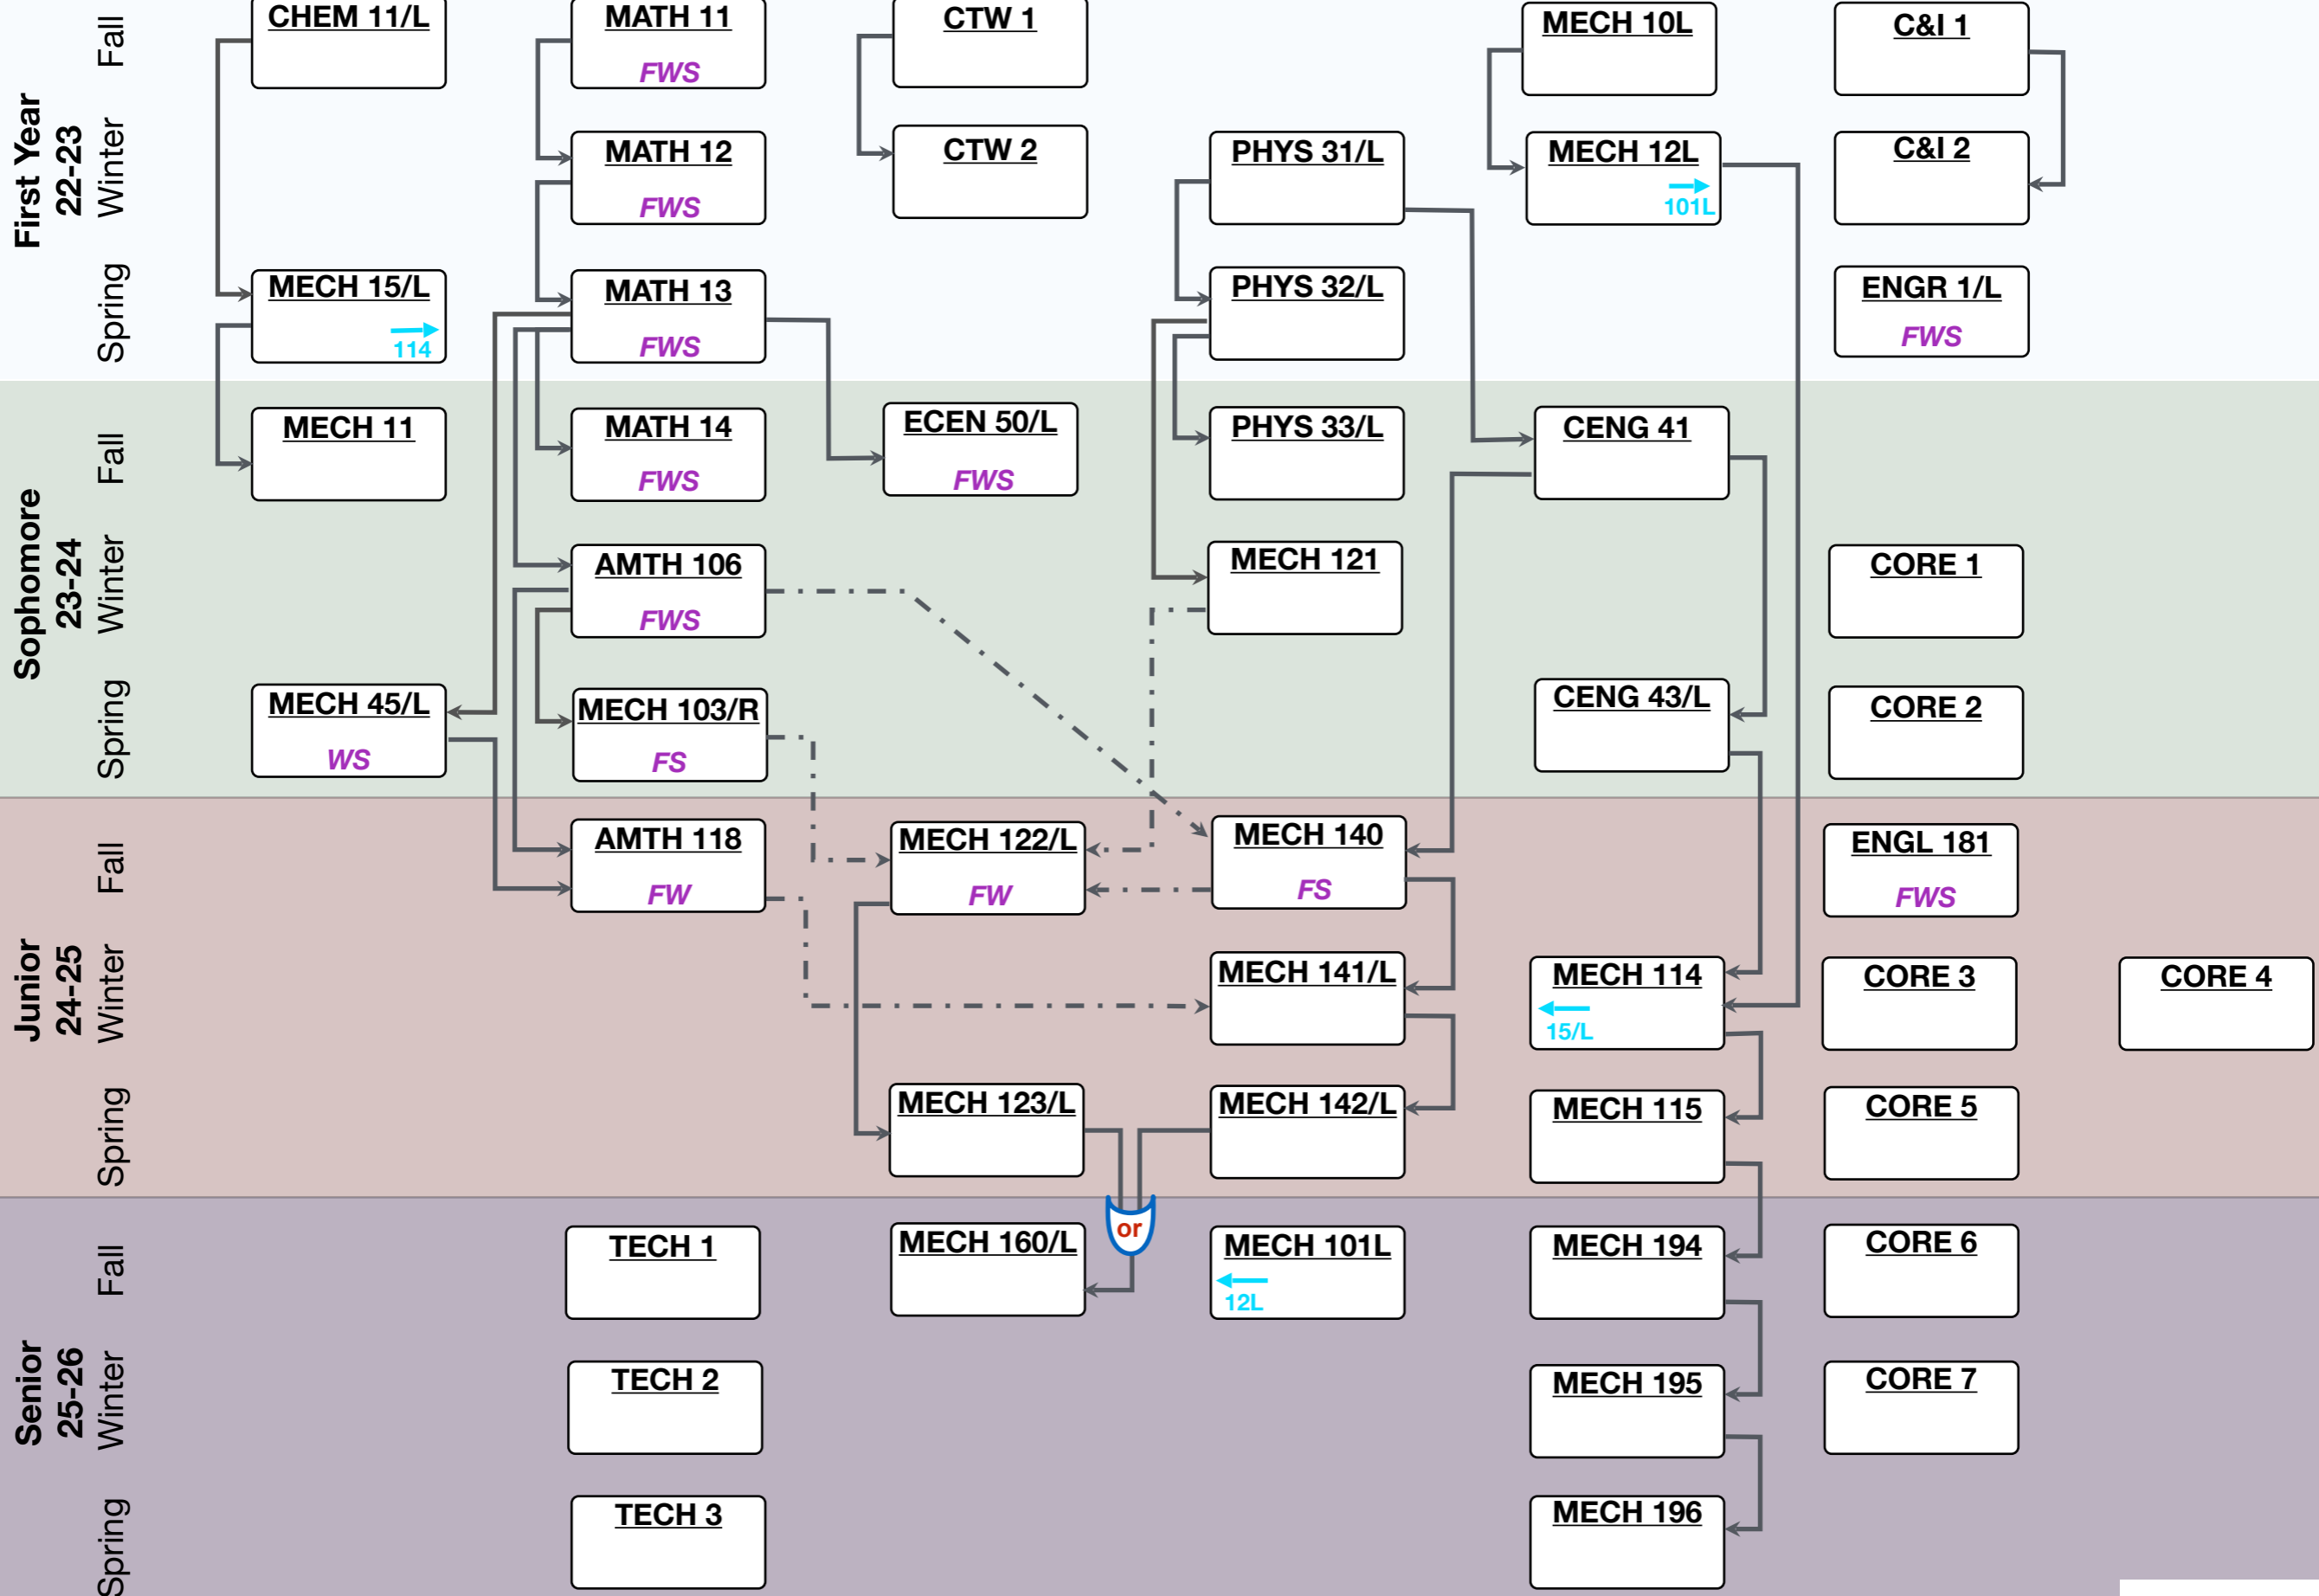 First Year
22-23
Fall
CHEM 11/L
MATH 11
FWS
CTW 1
MECH 10L
C&I 1
Winter
MATH 12
FWS
CTW 2
PHYS 31/L
MECH 12L
101L
C&I 2
Spring
MECH 15/L
114
MATH 13
FWS
PHYS 32/L
ENGR 1/L
FWS
Sophomore
23-24
Fall
MECH 11
MATH 14
FWS
ECEN 50/L
FWS
PHYS 33/L
CENG 41
Winter
AMTH 106
FWS
MECH 121
CORE 1
Spring
MECH 45/L
WS
MECH 103/R
FS
CENG 43/L
CORE 2
Junior
24-25
Fall
AMTH 118
FW
MECH 122/L
FW
MECH 140
FS
ENGL 181
FWS
Winter
MECH 141/L
MECH 114
15/L
CORE 3
CORE 4
Spring
MECH 123/L
MECH 142/L
MECH 115
CORE 5
Senior
25-26
or
Fall
TECH 1
MECH 160/L
MECH 101L
12L
MECH 194
CORE 6
Winter
TECH 2
MECH 195
CORE 7
Spring
TECH 3
MECH 196